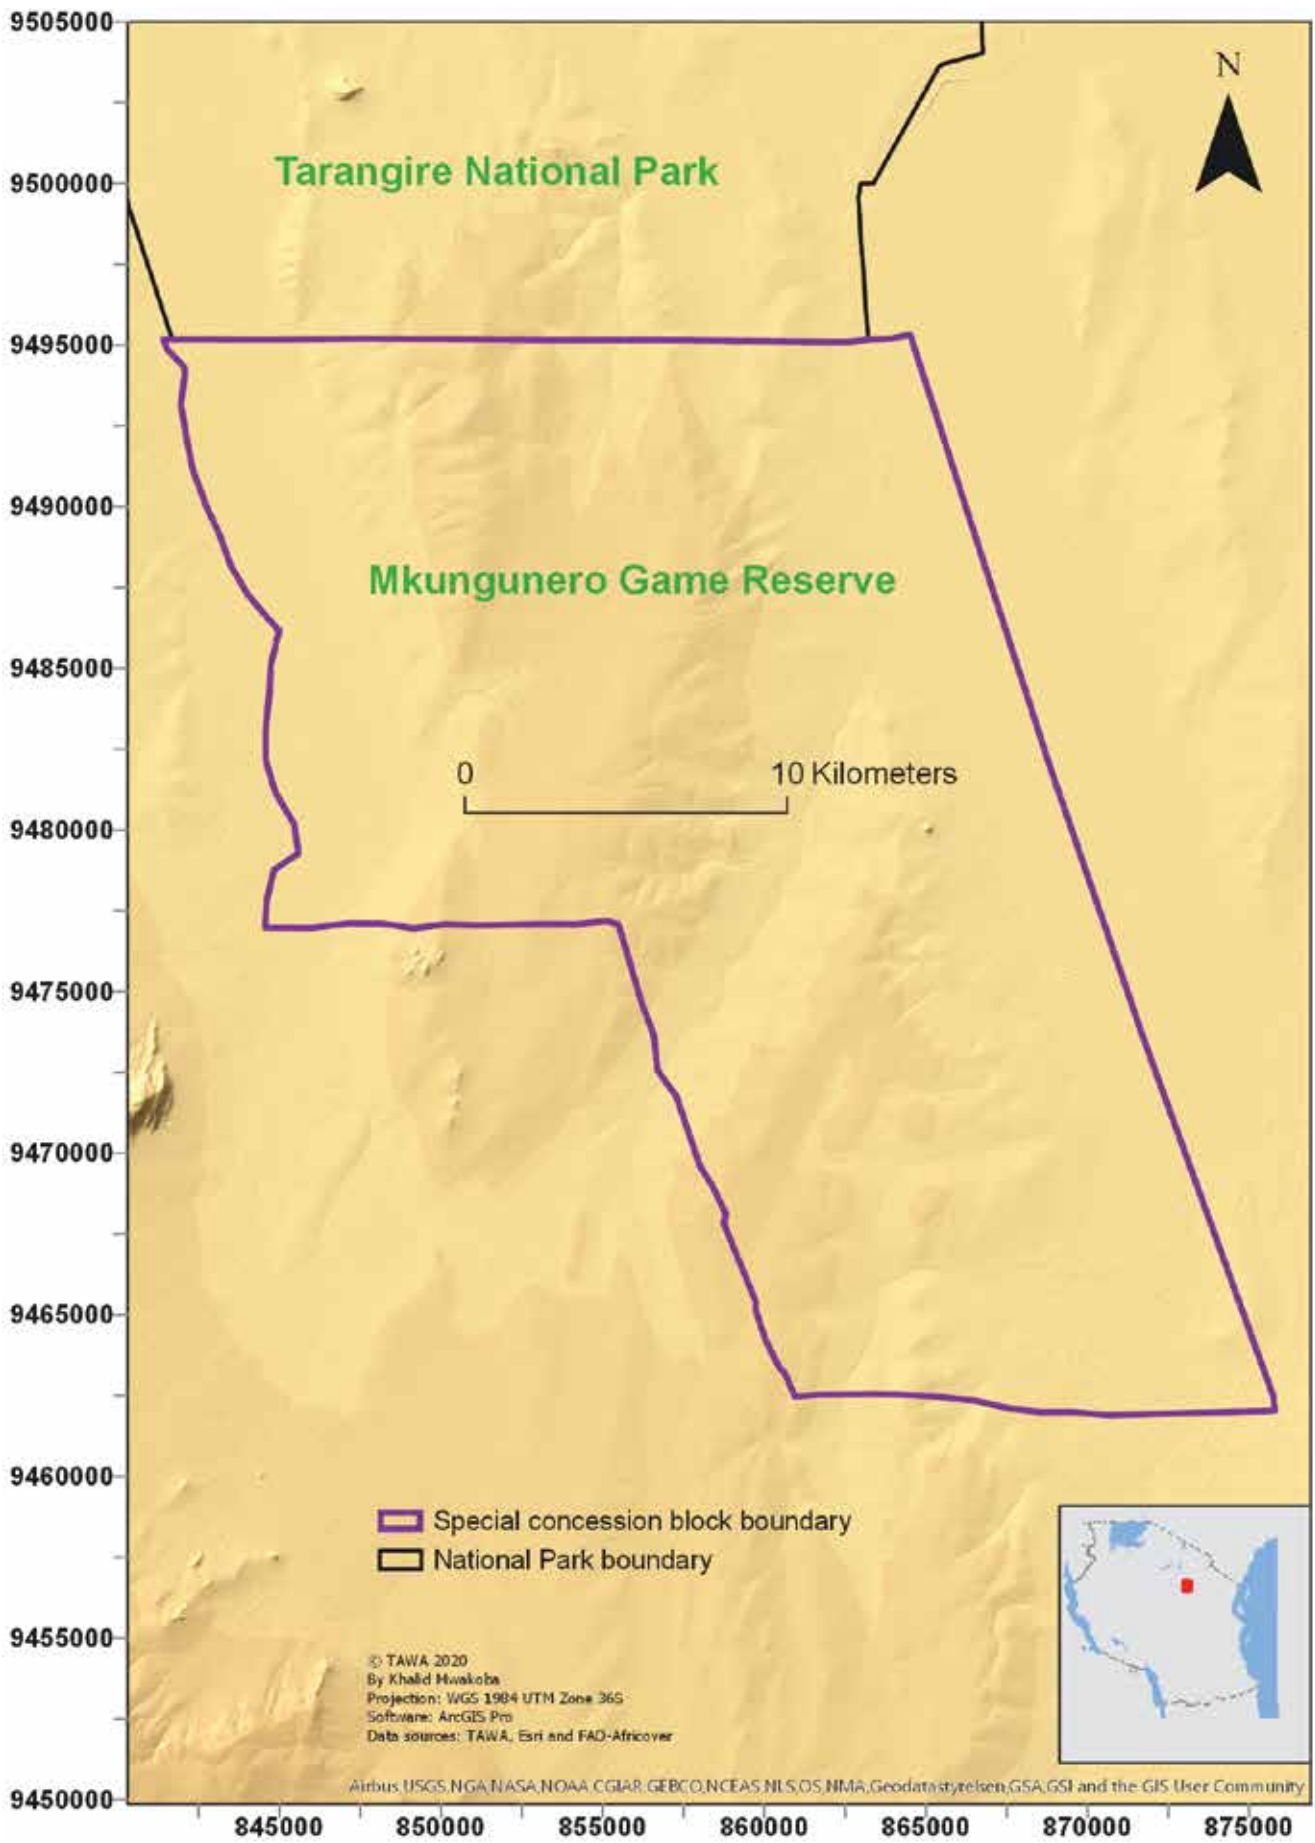 9505000
N
Tarangire National Park
9500000
9495000
9490000
Mkungunero Game Reserve
9485000
0 10 Kilometers
9480000
9475000
9470000
9465000
9460000
Special concession block boundary
National Park boundary
9455000
© TAWA 2020
By Khalid Mwakoba
Projection: WGS 1984 UTM Zone 36S
Software: ArcGIS Pro
Data sources: TAWA, Esri and FAO-Africover
Airbus,USGS,NGA,NASA,NOAA,CGIAR,GEBCO,NCEAS,NLS,OS,NMA,Geodatastyrelsen,GSA,GSI and the GIS User Community
9450000
845000 850000 855000 860000 865000 870000 875000